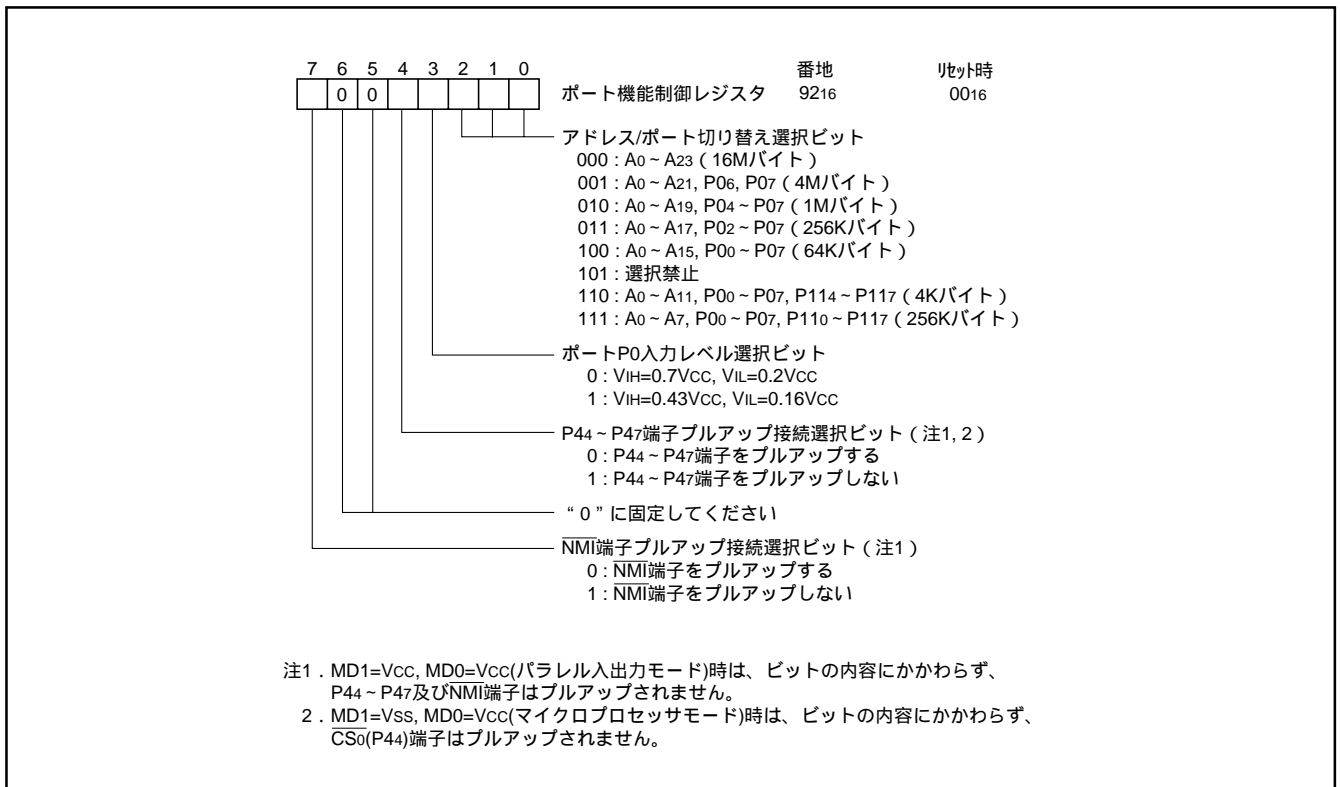 7 6 5 4 3 2 1 0 番地 リセット時
0 0 ポート機能制御レジスタ 9216 0016
アドレス/ポート切り替え選択ビット
000 : A0 ~ A23 ( 16Mバイト )
001 : A0 ~ A21, P06, P07 ( 4Mバイト )
010 : A0 ~ A19, P04 ~ P07 ( 1Mバイト )
011 : A0 ~ A17, P02 ~ P07 ( 256Kバイト )
100 : A0 ~ A15, P00 ~ P07 ( 64Kバイト )
101 : 選択禁止
110 : A0 ~ A11, P00 ~ P07, P114 ~ P117 ( 4Kバイト )
111 : A0 ~ A7, P00 ~ P07, P110 ~ P117 ( 256Kバイト )
ポートP0入力レベル選択ビット
0 : VIH=0.7VCC, VIL=0.2VCC
1 : VIH=0.43VCC, VIL=0.16VCC
P44 ~ P47端子プルアップ接続選択ビット ( 注1, 2 )
0 : P44 ~ P47端子をプルアップする
1 : P44 ~ P47端子をプルアップしない
“ 0 ” に固定してください
NMI端子プルアップ接続選択ビット ( 注1 )
0 : NMI端子をプルアップする
1 : NMI端子をプルアップしない
注1 . MD1=VCC, MD0=VCC(パラレル入出力モード)時は、ビットの内容にかかわらず、
P44 ~ P47及びNMI端子はプルアップされません。
2 . MD1=VSS, MD0=VCC(マイクロプロセッサモード)時は、ビットの内容にかかわらず、
CS0(P44)端子はプルアップされません。